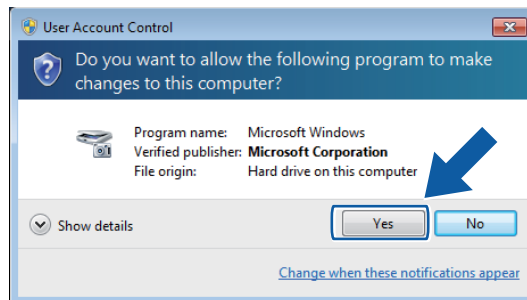 User Account Control
Do you want to allow the following program to make
changes to this computer?
Program name: Microsoft Windows
Verified publisher: Microsoft Corporation
File origin: Hard drive on this computer
Show details
Yes
No
Change when these notifications appear